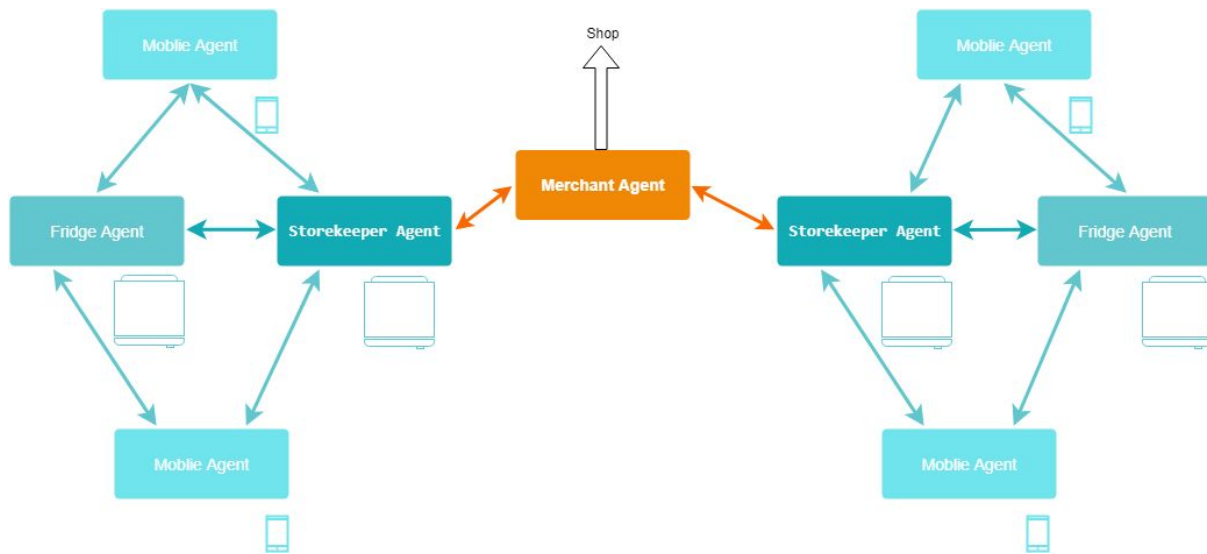 Moblie Agent
Shop
Moblie Agent
Merchant Agent
Fridge Agent
Storekeeper Agent
Storekeeper Agent
Fridge Agent
Moblie Agent
Moblie Agent